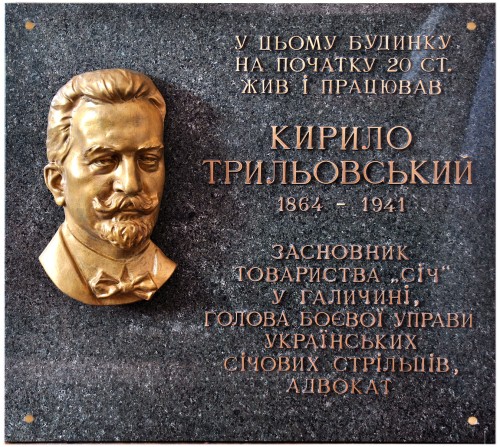 У ЦЬОМУ БУДИНКУ
НА ПОЧАТКУ 20 СТ.
ЖИВ І ПРАЦЮВАВ
КИРИЛО
ТРИЛЬОВСЬКИЙ
1864 - 1941
ЗАСНОВНИК
ТОВАРИСТВА „СІЧ"
У ГАЛИЧИНІ,
ГОЛОВА БОЄВОЇ УПРАВИ
УКРАЇНСЬКИХ
СІЧОВИХ СТРІЛЬЦІВ,
АДВОКАТ